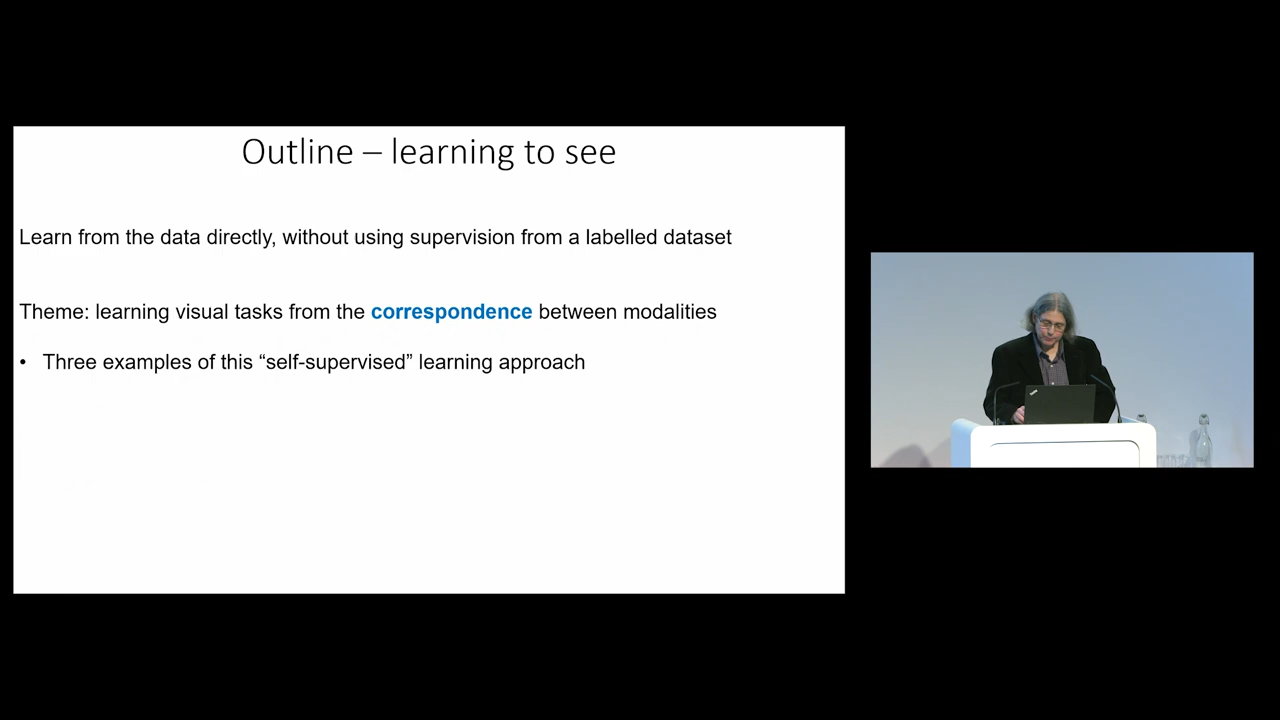 Outline – learning to see
Learn from the data directly, without using supervision from a labelled dataset
Theme: learning visual tasks from the correspondence between modalities
• Three examples of this “self-supervised” learning approach